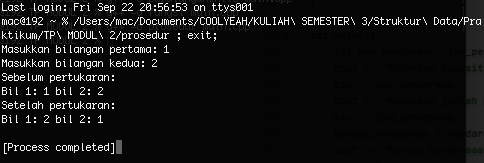 Last login: Fri Sep 22 20:56:53 on ttys001
mac@192 ~ % /Users/mac/Documents/COOLYEAH/KULIAH\ SEMESTER\ 3/Struktur\ Data/Pra
ktikum/TP\ MODUL\ 2/prosedur ; exit;
Masukkan bilangan pertama: 1
Masukkan bilangan kedua: 2
Sebelum pertukaran:
Bil 1: 1 bil 2: 2
Setelah pertukaran:
Bil 1: 2 bil 2: 1
[Process completed]